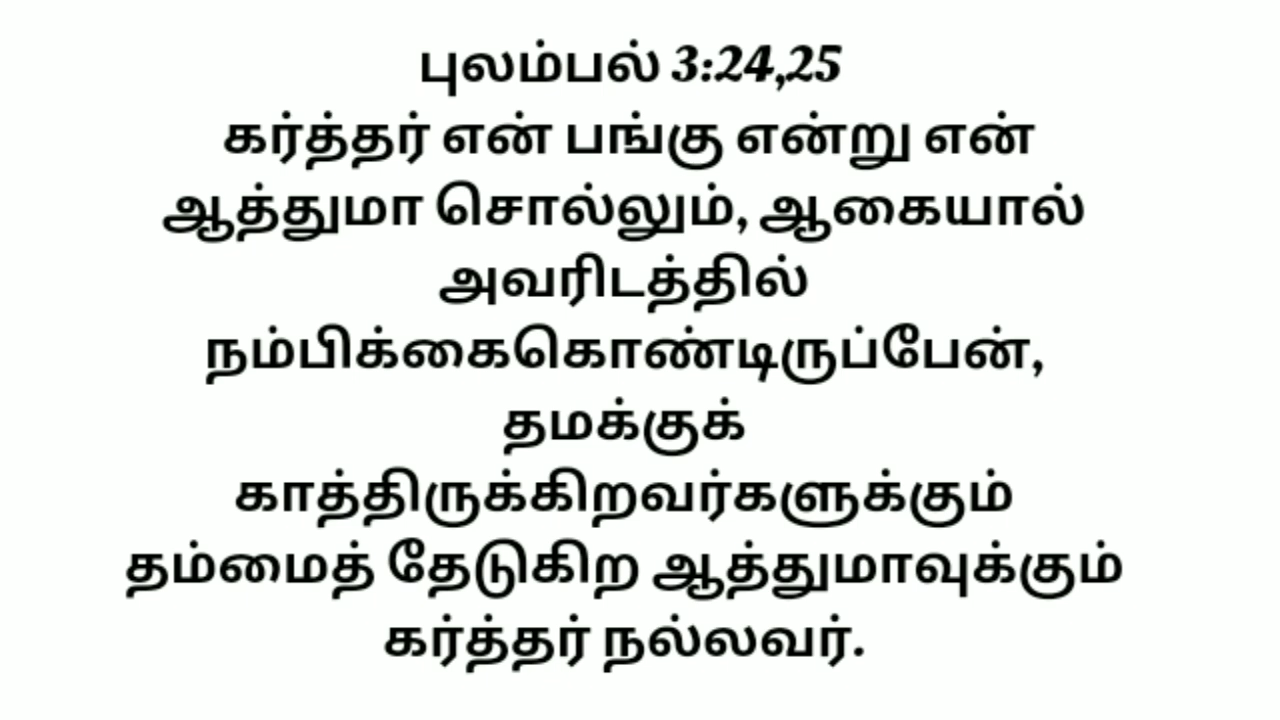 புலம்பல் 3:24,25
கர்த்தர் என் பங்கு என்று என்
ஆத்துமா சொல்லும், ஆகையால்
அவரிடத்தில்
நம்பிக்கைகொண்டிருப்பேன்,
தமக்குக்
காத்திருக்கிறவர்களுக்கும்
தம்மைத் தேடுகிற ஆத்துமாவுக்கும்
கர்த்தர் நல்லவர்.